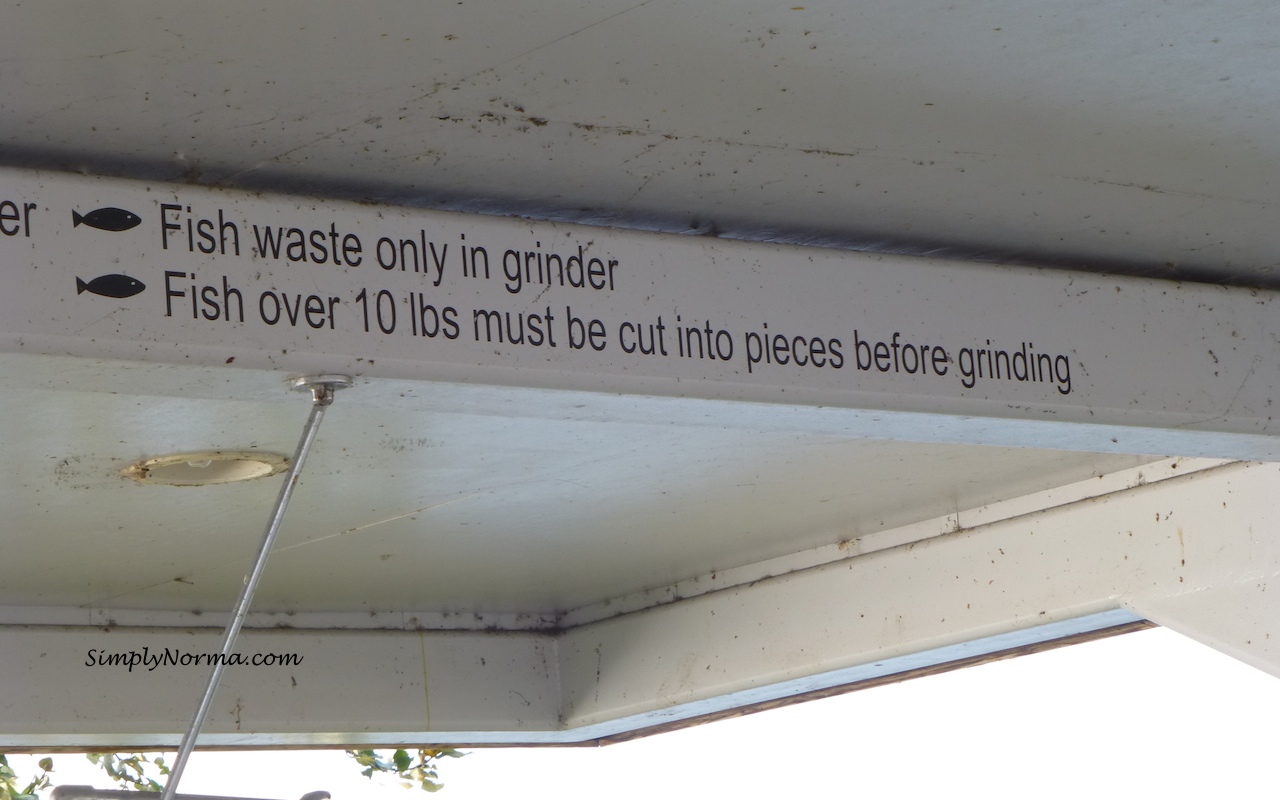 er
Fish waste only in grinder
Fish over 10 lbs must be cut into pieces before grinding
SimplyNorma.com